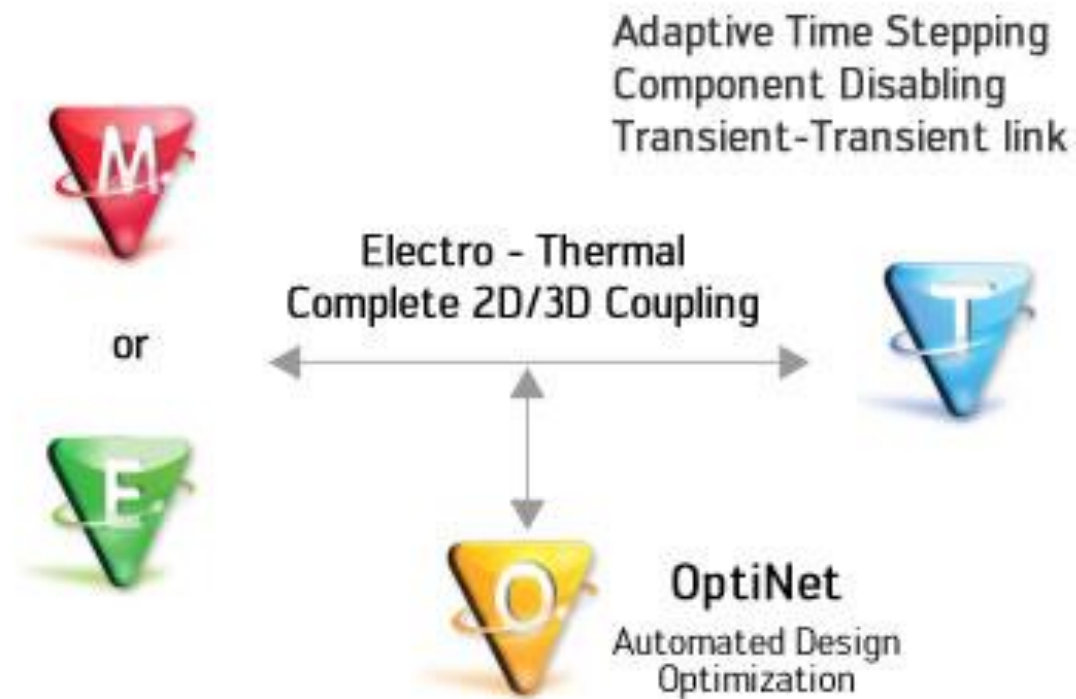 Adaptive Time Stepping
Component Disabling
Transient-Transient link
M
Electro - Thermal
Complete 2D/3D Coupling
T
or
E
O
OptiNet
Automated Design
Optimization